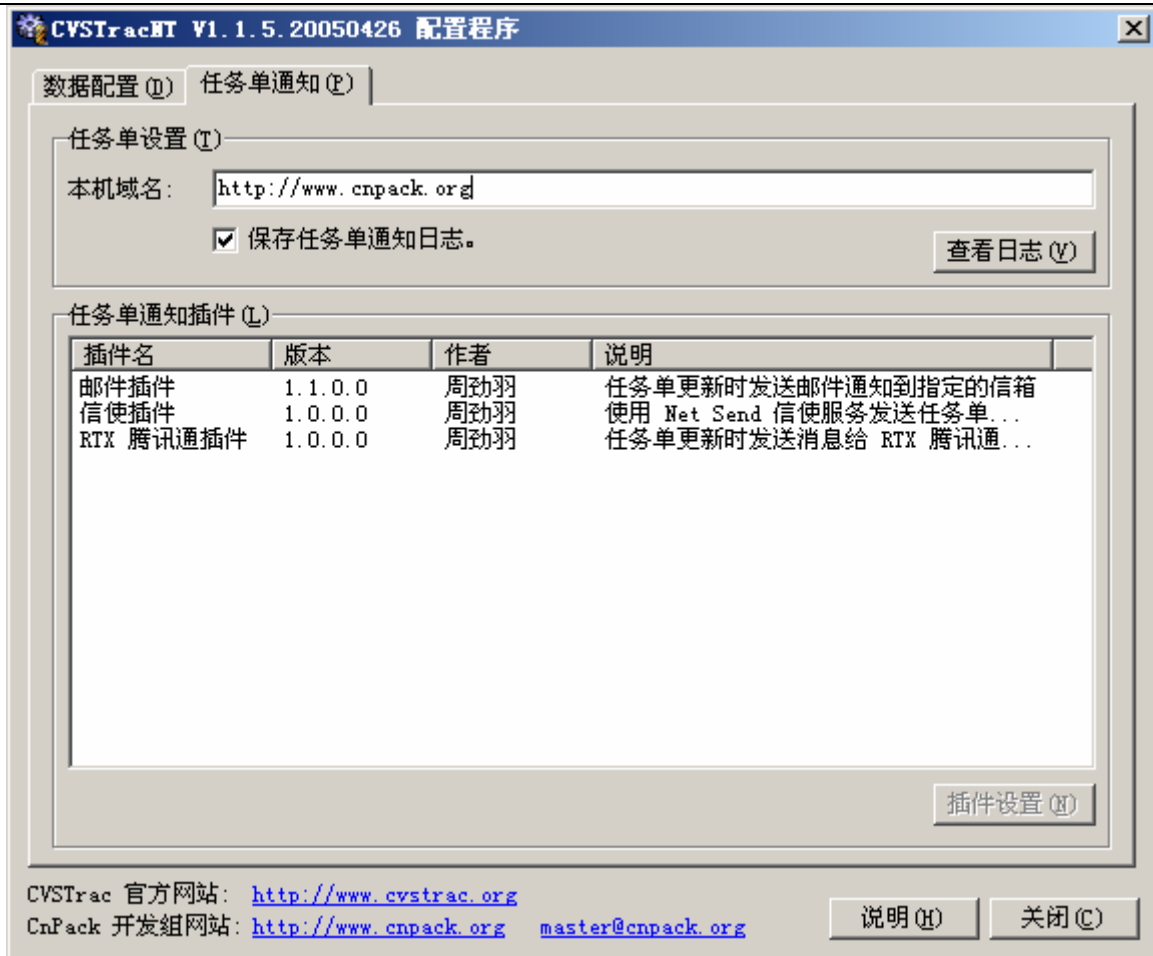 CVSTracNT V1.1.5.20050426 配置程序
数据配置(D) 任务单通知(P)
任务单设置(T)
本机域名: http://www.cnpack.org
保存任务单通知日志。
查看日志(V)
任务单通知插件(L)
插件名 版本 作者 说明
邮件插件 1.1.0.0 周劲羽 任务单更新时发送邮件通知到指定的信箱
信使插件 1.0.0.0 周劲羽 使用 Net Send 信使服务发送任务单...
RTX 腾讯通插件 1.0.0.0 周劲羽 任务单更新时发送消息给 RTX 腾讯通...
插件设置(N)
CVSTrac 官方网站: http://www.cvstrac.org
CnPack 开发组网站: http://www.cnpack.org master@cnpack.org
说明(H) 关闭(C)